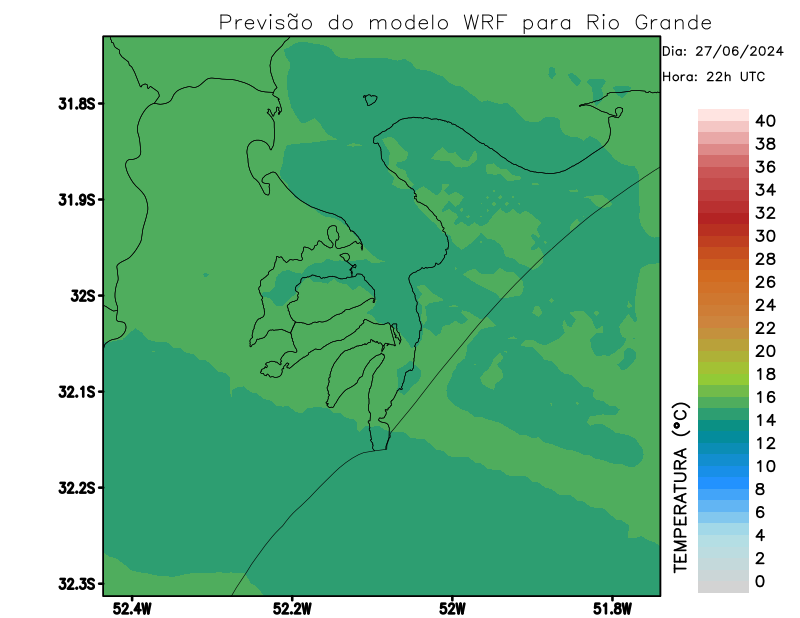 Previsão do modelo WRF para Rio Grande
Dia: 27/06/2024
Hora: 22h UTC
31.8S
31.9S
32S
32.1S
32.2S
32.3S
52.4W
52.2W
52W
51.8W
TEMPERATURA (°C)
40
38
36
34
32
30
28
26
24
22
20
18
16
14
12
10
8
6
4
2
0